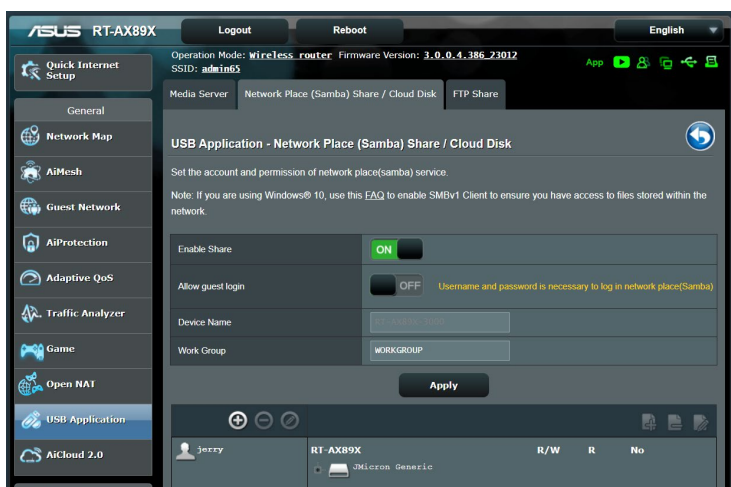 ASUS RT-AX89X
Logout
Reboot
English
Quick Internet
Setup
Operation Mode: Wireless router Firmware Version: 3.0.0.4.386_23012
SSID: admin65
App
Media Server
Network Place (Samba) Share / Cloud Disk
FTP Share
General
Network Map
AiMesh
Guest Network
AiProtection
Adaptive QoS
Traffic Analyzer
Game
Open NAT
USB Application
AiCloud 2.0
USB Application - Network Place (Samba) Share / Cloud Disk
Set the account and permission of network place(samba) service.
Note: If you are using Windows® 10, use this FAQ to enable SMBv1 Client to ensure you have access to files stored within the
network.
Enable Share
ON
Allow guest login
OFF
Username and password is necessary to log in network place(Samba)
Device Name
Work Group
WORKGROUP
Apply
jerry
RT-AX89X
R/W
R
No
JMicron Generic